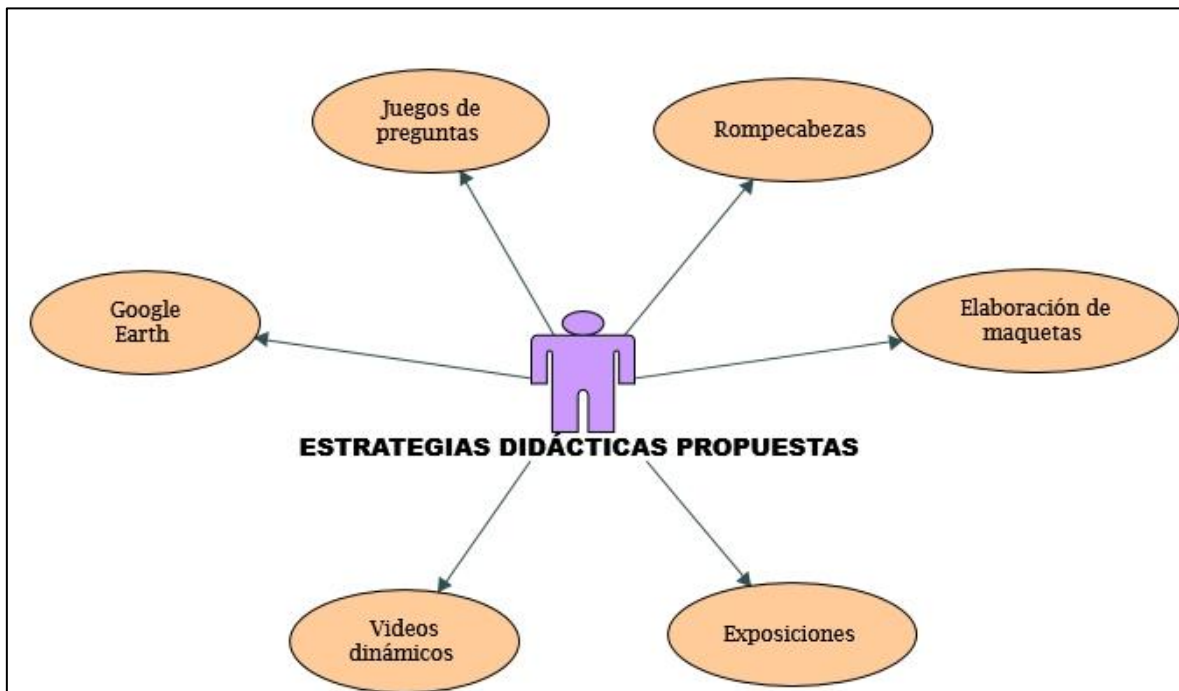 Juegos de
preguntas
Rompecabezas
Google
Earth
Elaboración de
maquetas
ESTRATEGIAS DIDÁCTICAS PROPUESTAS
Videos
dinámicos
Exposiciones